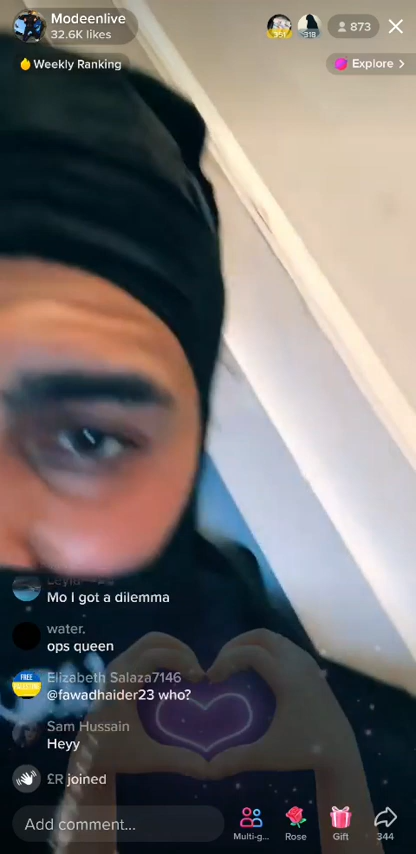 Modeenlive
32.6K likes
351
318
873
Weekly Ranking
Explore >
Mo I got a dilemma
water.
ops queen
FREE
Elizabeth Salaza7146
@fawadhaider23 who?
Sam Hussain
Heyy
£R joined
Add comment...
Multi-g...
Rose
Gift
344